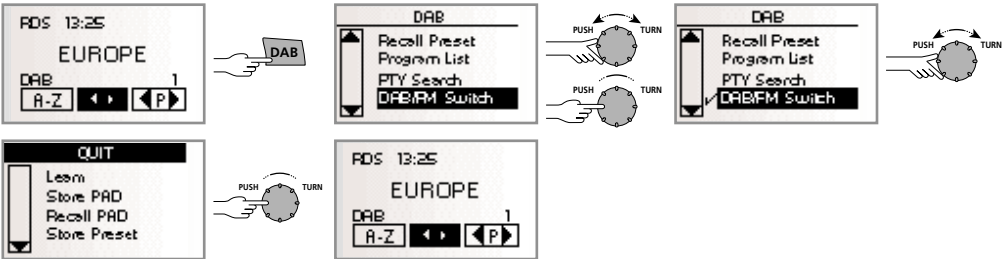 RDS 13:25
EUROPE
DAB 1
A-Z P
DAB
DAB
Recall Preset
Program List
PTY Search
DAB/FM Switch
PUSH TURN
PUSH TURN
DAB
Recall Preset
Program List
PTY Search
DAB/FM Switch
PUSH TURN
QUIT
Learn
Store PAD
Recall PAD
Store Preset
PUSH TURN
RDS 13:25
EUROPE
DAB 1
A-Z P